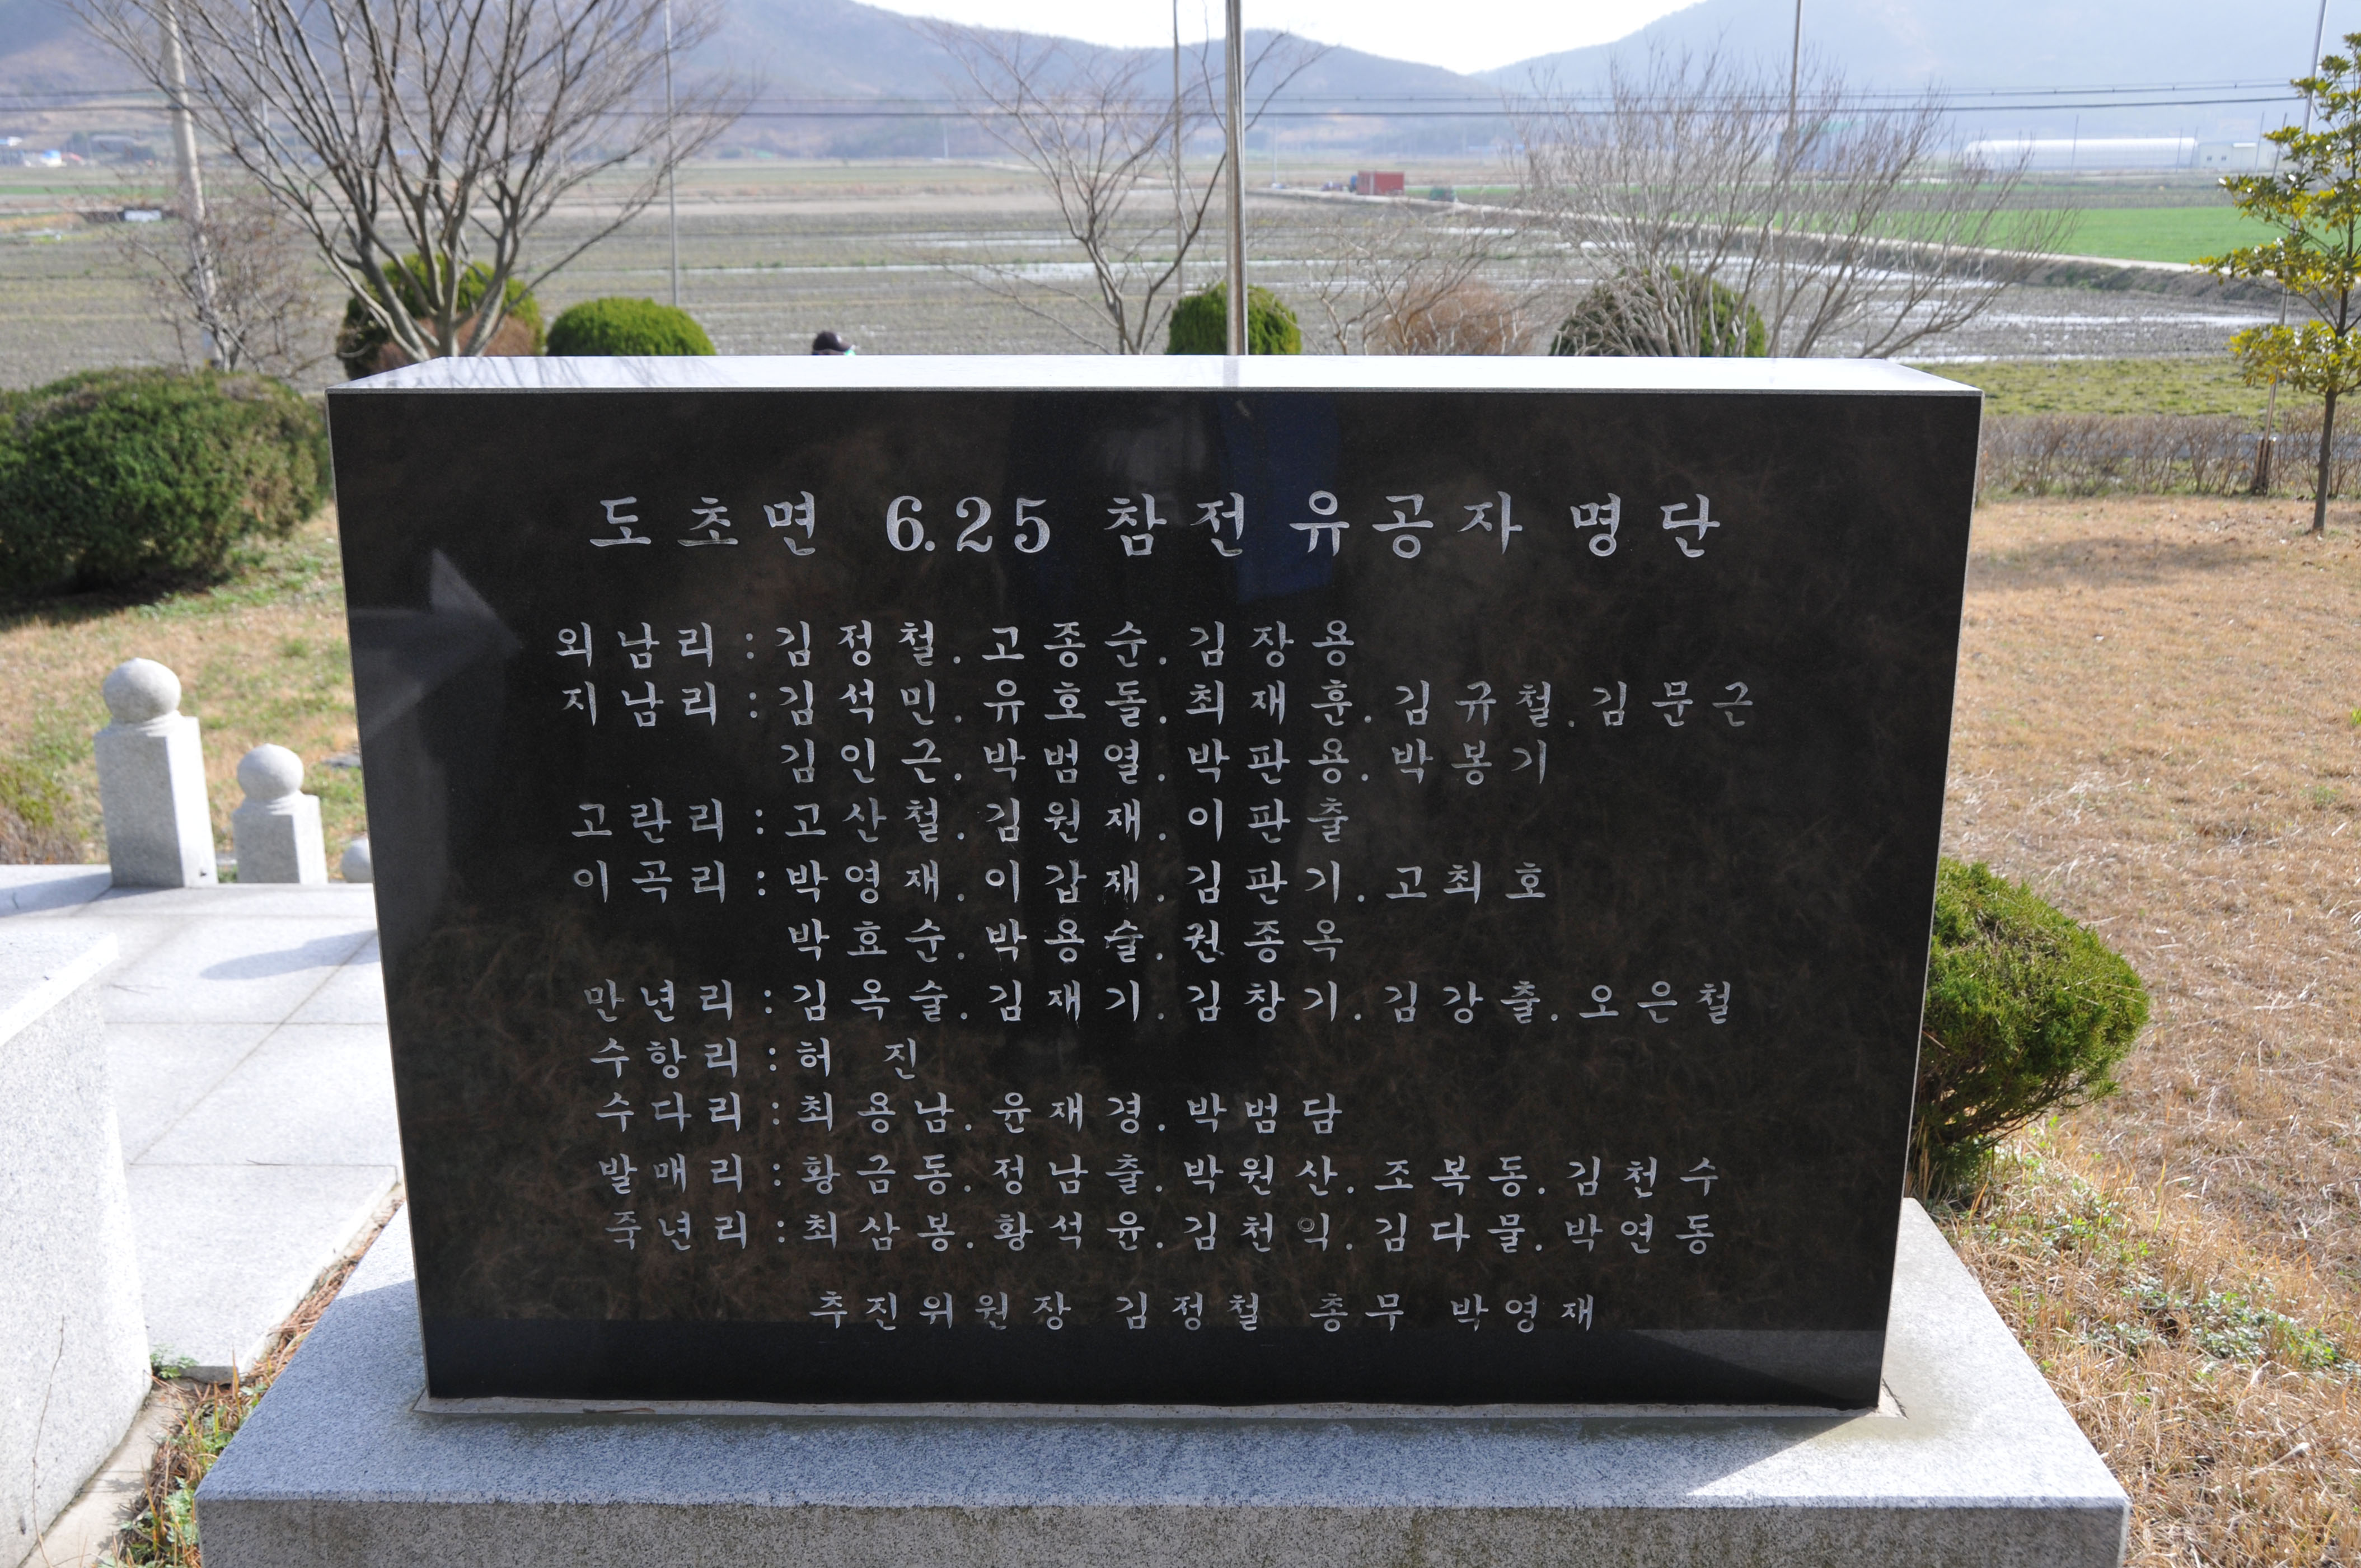 도초면 6.25 참전 유공자 명단
외남리:김정철.고종순.김장용
지남리:김석민.유호돌.최재훈.김규철.김문근
김인근.박범열.박판용.박봉기
고란리:고산철.김원재.이판출
이곡리:박영재.이갑재.김판기.고최호
박효순.박용술.권종옥
만년리:김옥술.김재기.김창기.김강출.오은철
수항리:허 진
수다리:최용남.윤재경.박범담
발매리:황금동.정남출.박원산.조복동.김천수
죽년리:최삼봉.황석윤.김천익.김다물.박연동
추진위원장 김정철 총무 박영재